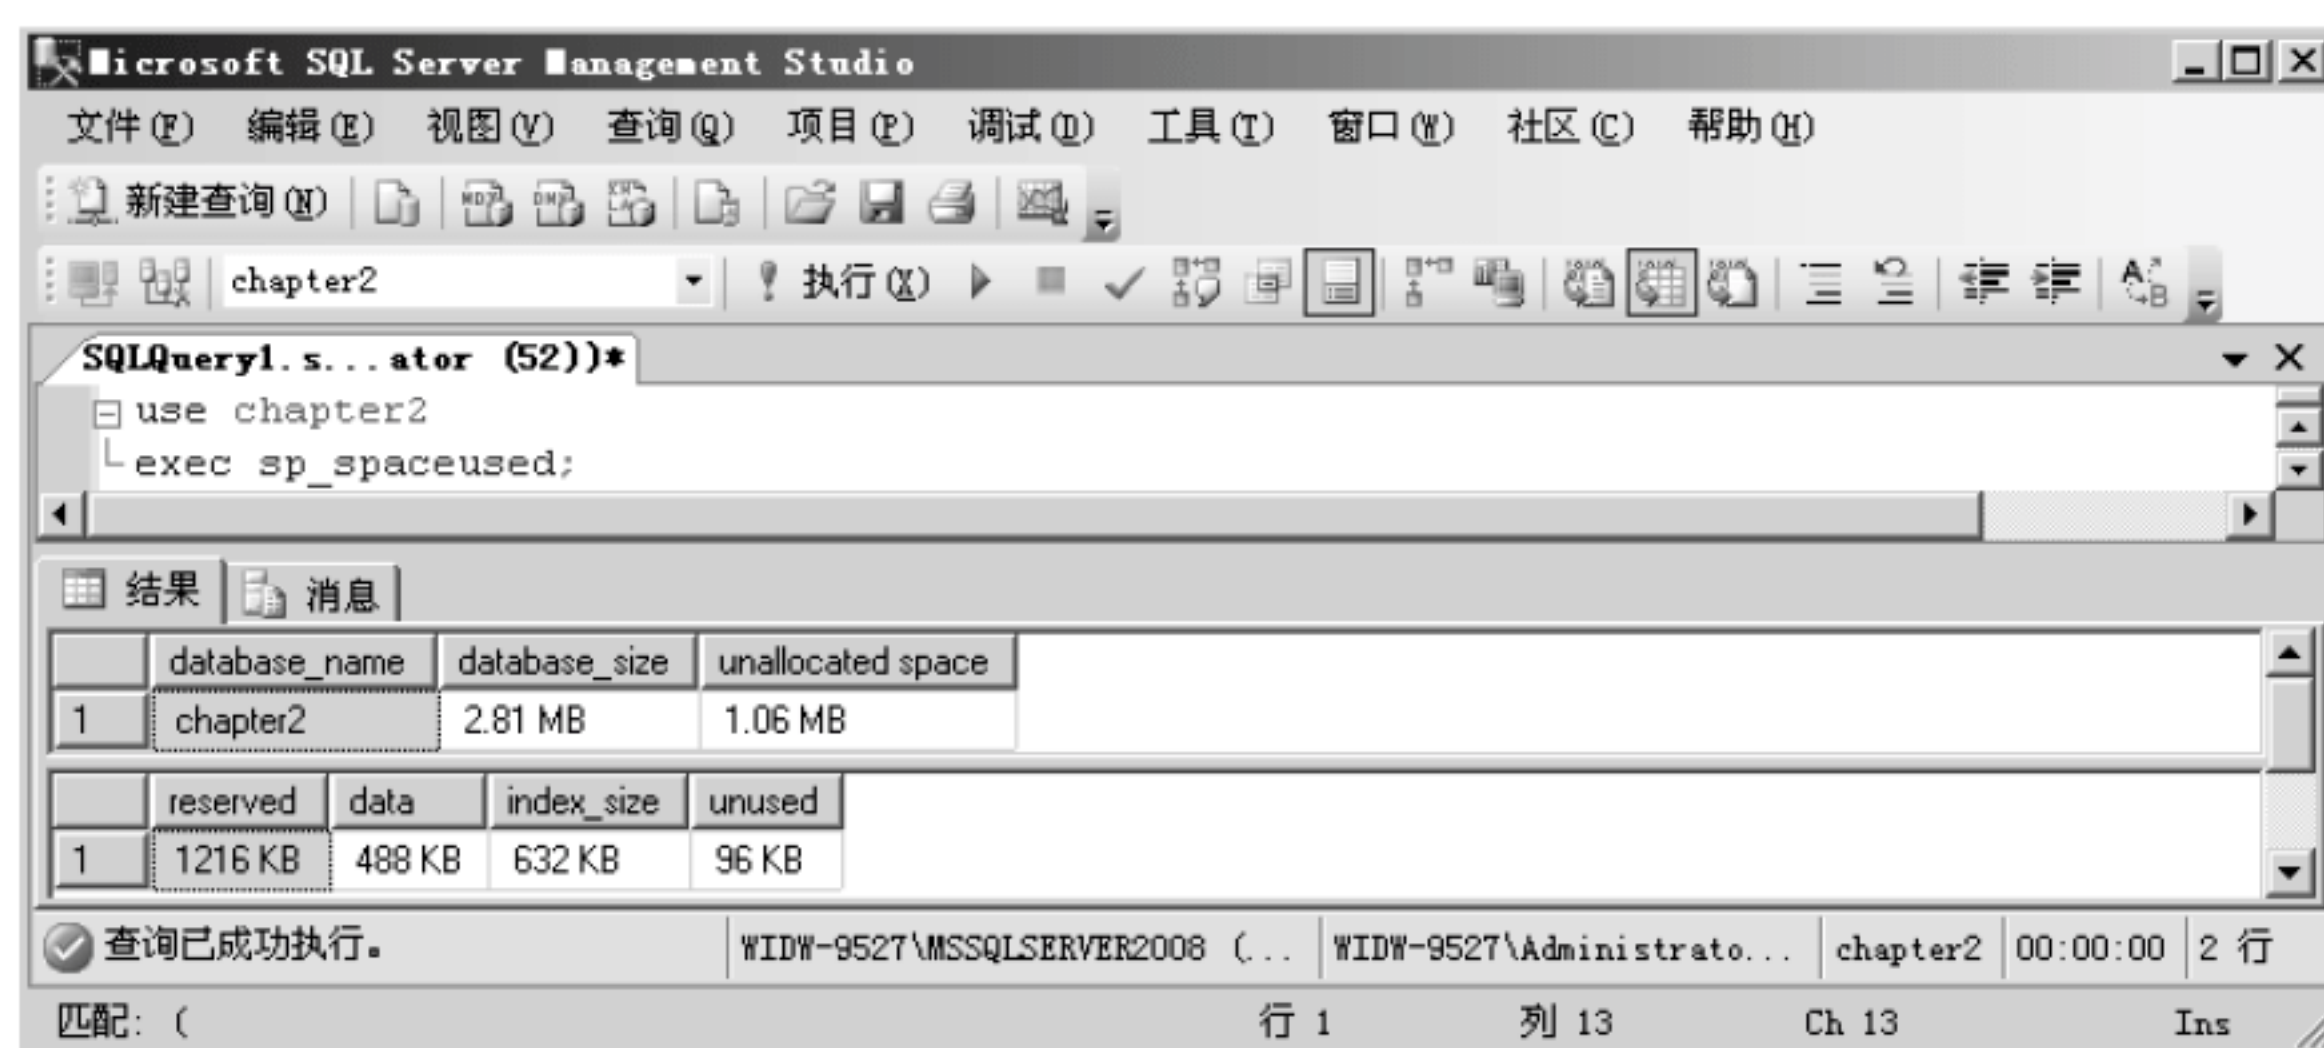 Microsoft SQL Server Management Studio
文件(F) 编辑(E) 视图(V) 查询(Q) 项目(P) 调试(D) 工具(T) 窗口(W) 社区(C) 帮助(H)
新建查询(N)
chapter2 执行(X)
SQLQuery1.s...ator (52))*
use chapter2
exec sp_spaceused;
结果 消息
database_name database_size unallocated space
1 chapter2 2.81 MB 1.06 MB
reserved data index_size unused
1 1216 KB 488 KB 632 KB 96 KB
查询已成功执行。 WIDW-9527\MSSQLSERVER2008 (... WIDW-9527\Administrato... chapter2 00:00:00 2 行
匹配: ( 行 1 列 13 Ch 13 Ins